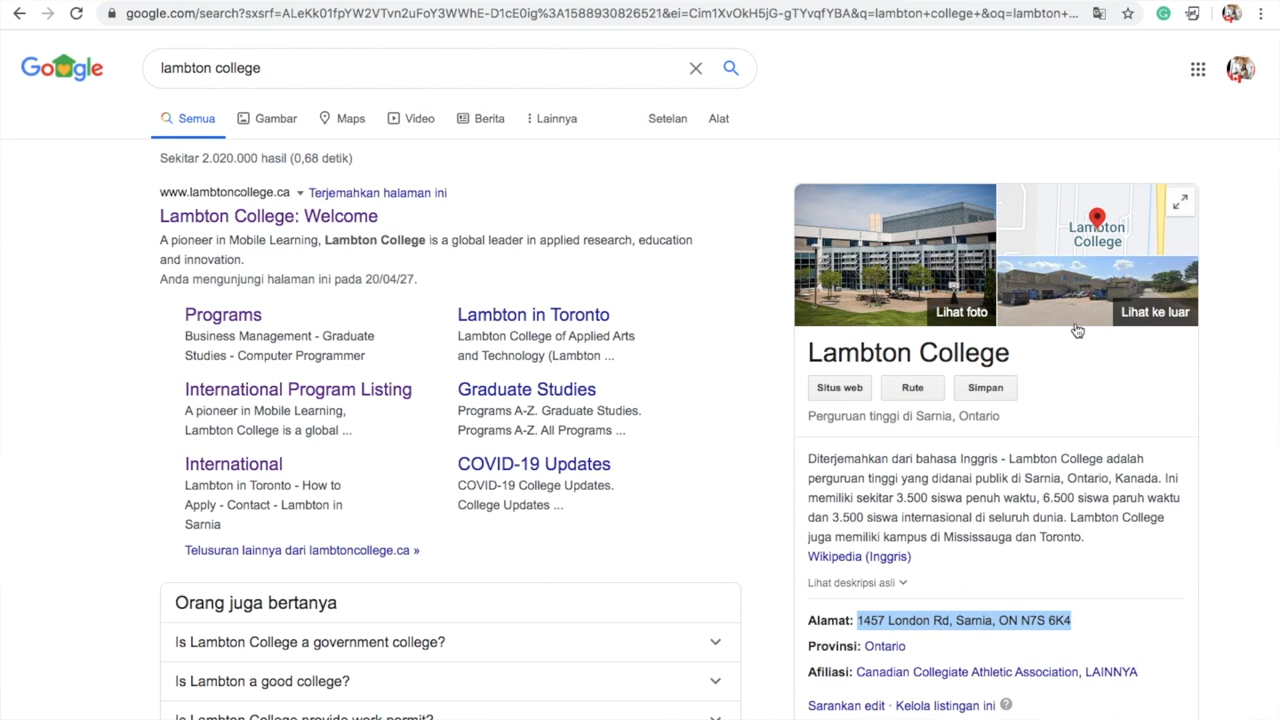 google.com/search?sxsrf=ALeKk01fpYW2VTvn2uFoY3WWhE-D1cE0ig%3A1588930826521&ei=Cim1XvOkH5jG-gTYvqfYBA&q=lambton+college+&oq=lambton+...
Google
lambton college
Semua
Gambar
Maps
Video
Berita
Lainnya
Setelan
Alat
Sekitar 2.020.000 hasil (0,68 detik)
www.lambtoncollege.ca
Terjemahkan halaman ini
Lambton College: Welcome
A pioneer in Mobile Learning, Lambton College is a global leader in applied research, education
and innovation.
Anda mengunjungi halaman ini pada 20/04/27.
Programs
Business Management - Graduate
Studies - Computer Programmer
Lambton in Toronto
Lambton College of Applied Arts
and Technology (Lambton ...
International Program Listing
A pioneer in Mobile Learning,
Lambton College is a global ...
Graduate Studies
Programs A-Z. Graduate Studies.
Programs A-Z. All Programs ...
International
Lambton in Toronto - How to
Apply - Contact - Lambton in
Sarnia
COVID-19 Updates
COVID-19 College Updates.
College Updates ...
Telusuran lainnya dari lambtoncollege.ca »
Orang juga bertanya
Is Lambton College a government college?
Is Lambton a good college?
Is Lambton College provide work permit?
Lambton
College
Lihat foto
Lihat ke luar
Lambton College
Situs web
Rute
Simpan
Perguruan tinggi di Sarnia, Ontario
Diterjemahkan dari bahasa Inggris - Lambton College adalah
perguruan tinggi yang didanai publik di Sarnia, Ontario, Kanada. Ini
memiliki sekitar 3.500 siswa penuh waktu, 6.500 siswa paruh waktu
dan 3.500 siswa internasional di seluruh dunia. Lambton College
juga memiliki kampus di Mississauga dan Toronto.
Wikipedia (Inggris)
Lihat deskripsi asli
Alamat: 1457 London Rd, Sarnia, ON N7S 6K4
Provinsi: Ontario
Afiliasi: Canadian Collegiate Athletic Association, LAINNYA
Sarankan edit · Kelola listingan ini